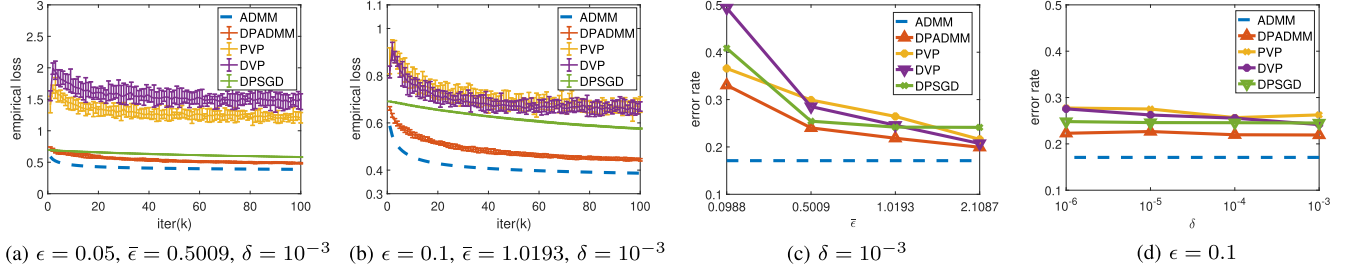 3
2.5
2
1.5
1
0.5
0
empirical loss
0 20 40 60 80 100
iter(k)
ADMM
DPADMM
PVP
DVP
DPSGD
(a) ϵ = 0.05, ϵ̄ = 0.5009, δ = 10⁻³
1.1
1
0.8
0.6
0.4
0.3
empirical loss
0 20 40 60 80 100
iter(k)
ADMM
DPADMM
PVP
DVP
DPSGD
(b) ϵ = 0.1, ϵ̄ = 1.0193, δ = 10⁻³
0.5
0.4
0.3
0.2
0.1
error rate
0.0988 0.5009 1.0193 2.1087
ϵ̄
ADMM
DPADMM
PVP
DVP
DPSGD
(c) δ = 10⁻³
0.5
0.4
0.3
0.2
0.1
error rate
10⁻⁶ 10⁻⁵ 10⁻⁴ 10⁻³
δ
ADMM
DPADMM
PVP
DVP
DPSGD
(d) ϵ = 0.1